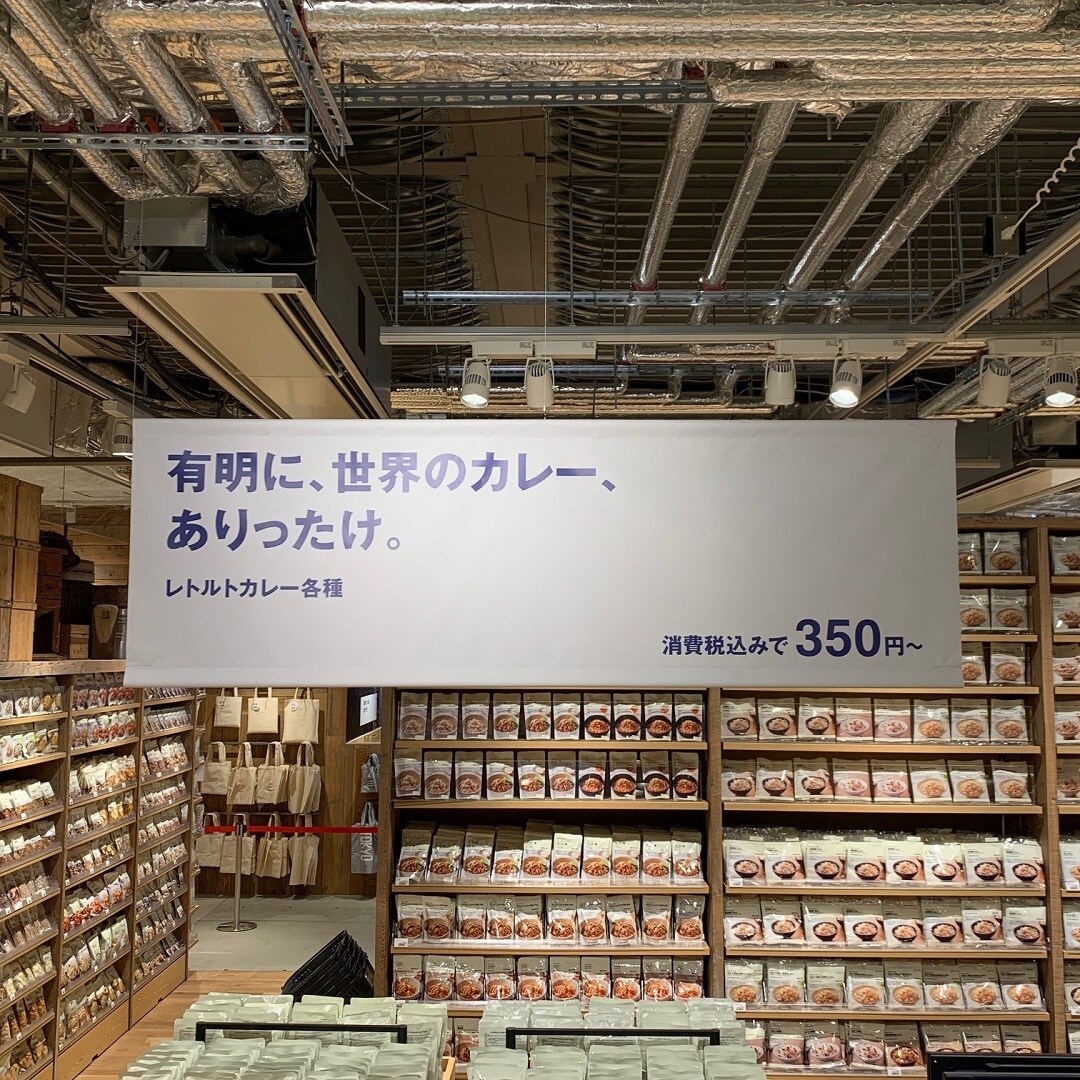 有明に、世界のカレー、
ありったけ。
レトルトカレー各種
消費税込みで350円～